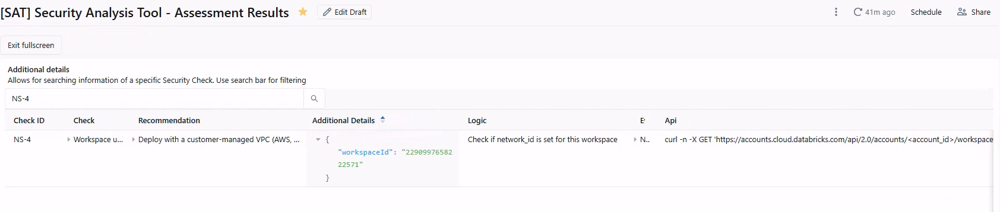 [SAT] Security Analysis Tool - Assessment Results Edit Draft 41m ago Schedule Share
Exit fullscreen
Additional details
Allows for searching information of a specific Security Check. Use search bar for filtering
NS-4
Check ID Check Recommendation Additional Details Logic Api
NS-4 Workspace u... Deploy with a customer-managed VPC (AWS, ... { Check if network_id is set for this workspace N.. curl -n -X GET 'https://accounts.cloud.databricks.com/api/2.0/accounts/<account_id>/workspace
"workspaceId": "22909976582
22571"
}